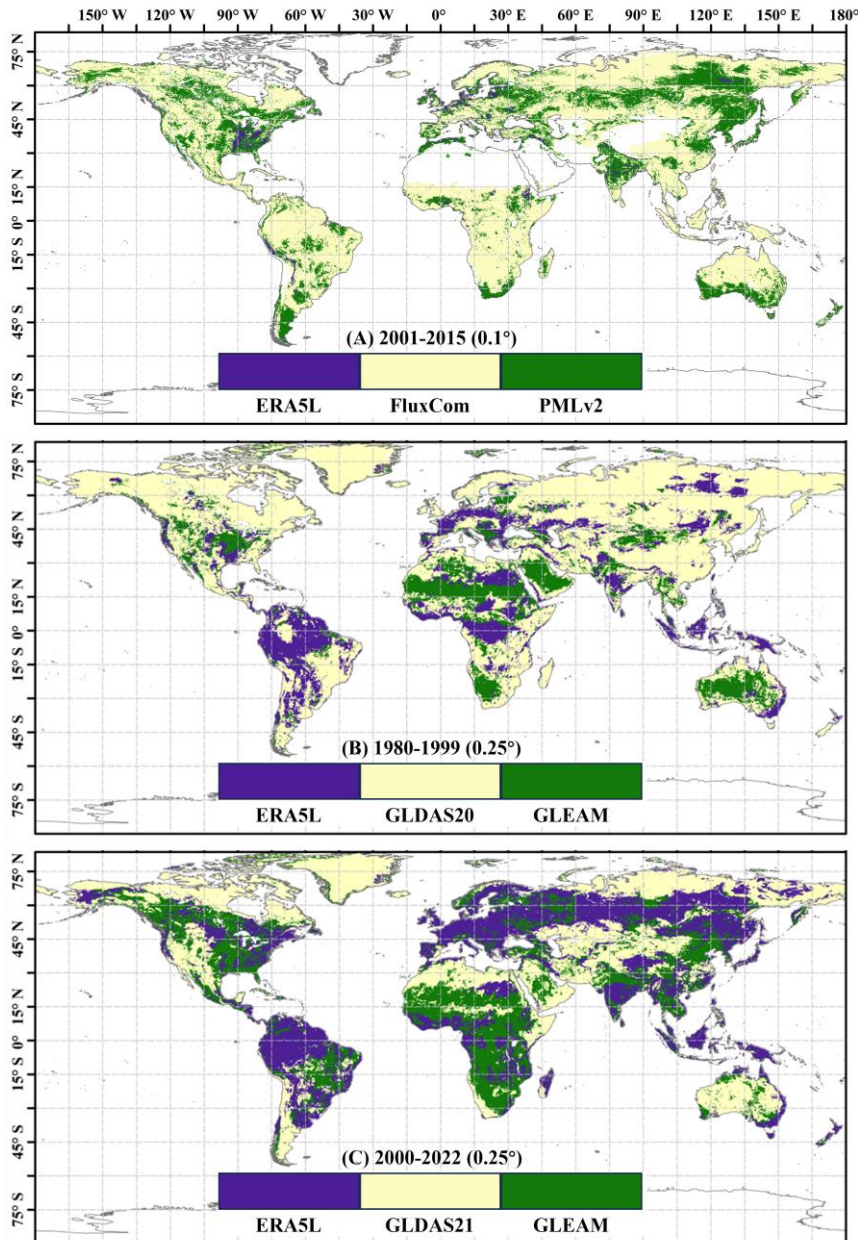 150° W 120° W 90° W 60° W 30° W 0° 30° E 60° E 90° E 120° E 150° E 180°
75° N
45° N
15° N
0°
15° S
45° S
75° S
(A) 2001-2015 (0.1°)
ERA5L FluxCom PMLv2
75° N
45° N
15° N
0°
15° S
45° S
75° S
(B) 1980-1999 (0.25°)
ERA5L GLDAS20 GLEAM
75° N
45° N
15° N
0°
15° S
45° S
75° S
(C) 2000-2022 (0.25°)
ERA5L GLDAS21 GLEAM